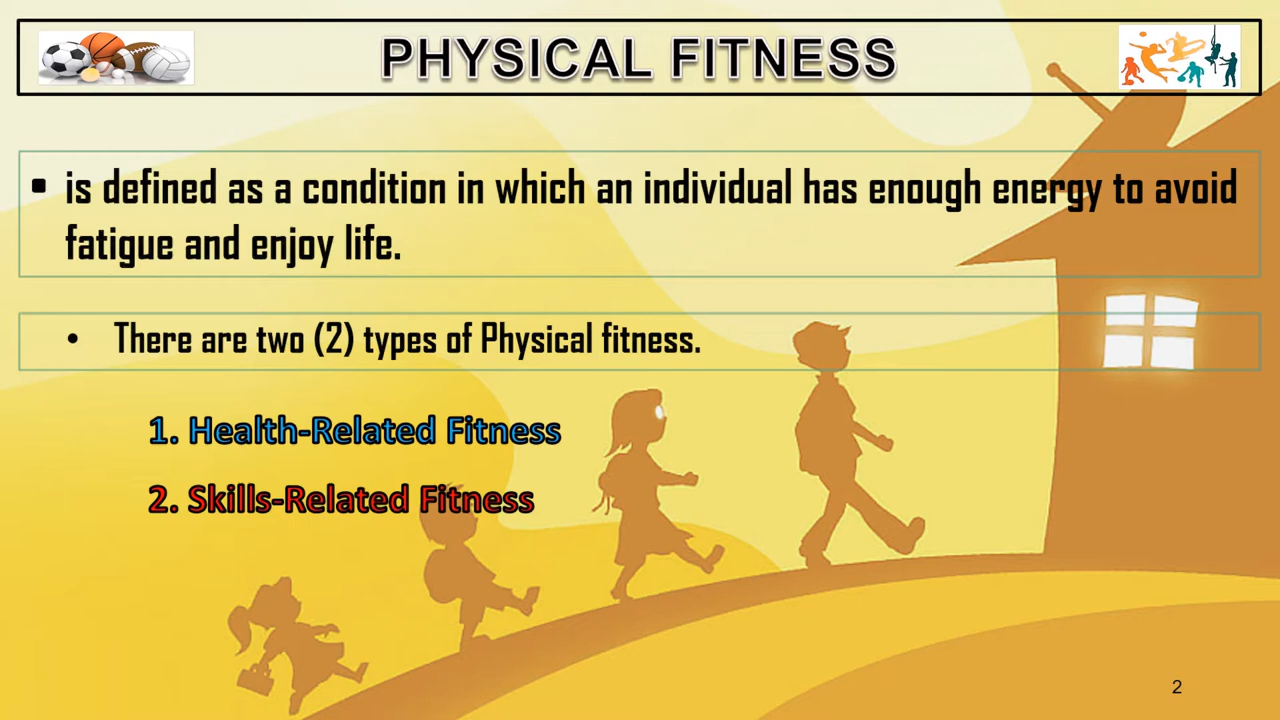 PHYSICAL FITNESS
▪ is defined as a condition in which an individual has enough energy to avoid
fatigue and enjoy life.
• There are two (2) types of Physical fitness.
1. Health-Related Fitness
2. Skills-Related Fitness
2